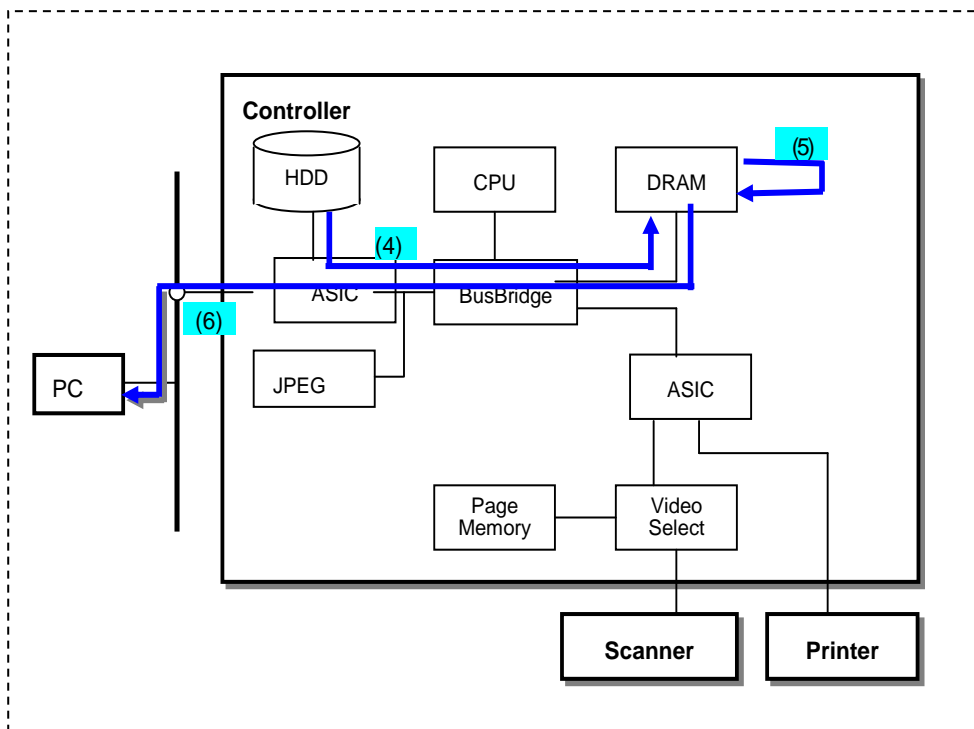 Controller
HDD
CPU
DRAM
(5)
(4)
ASIC
BusBridge
(6)
PC
JPEG
ASIC
Page
Memory
Video
Select
Scanner
Printer